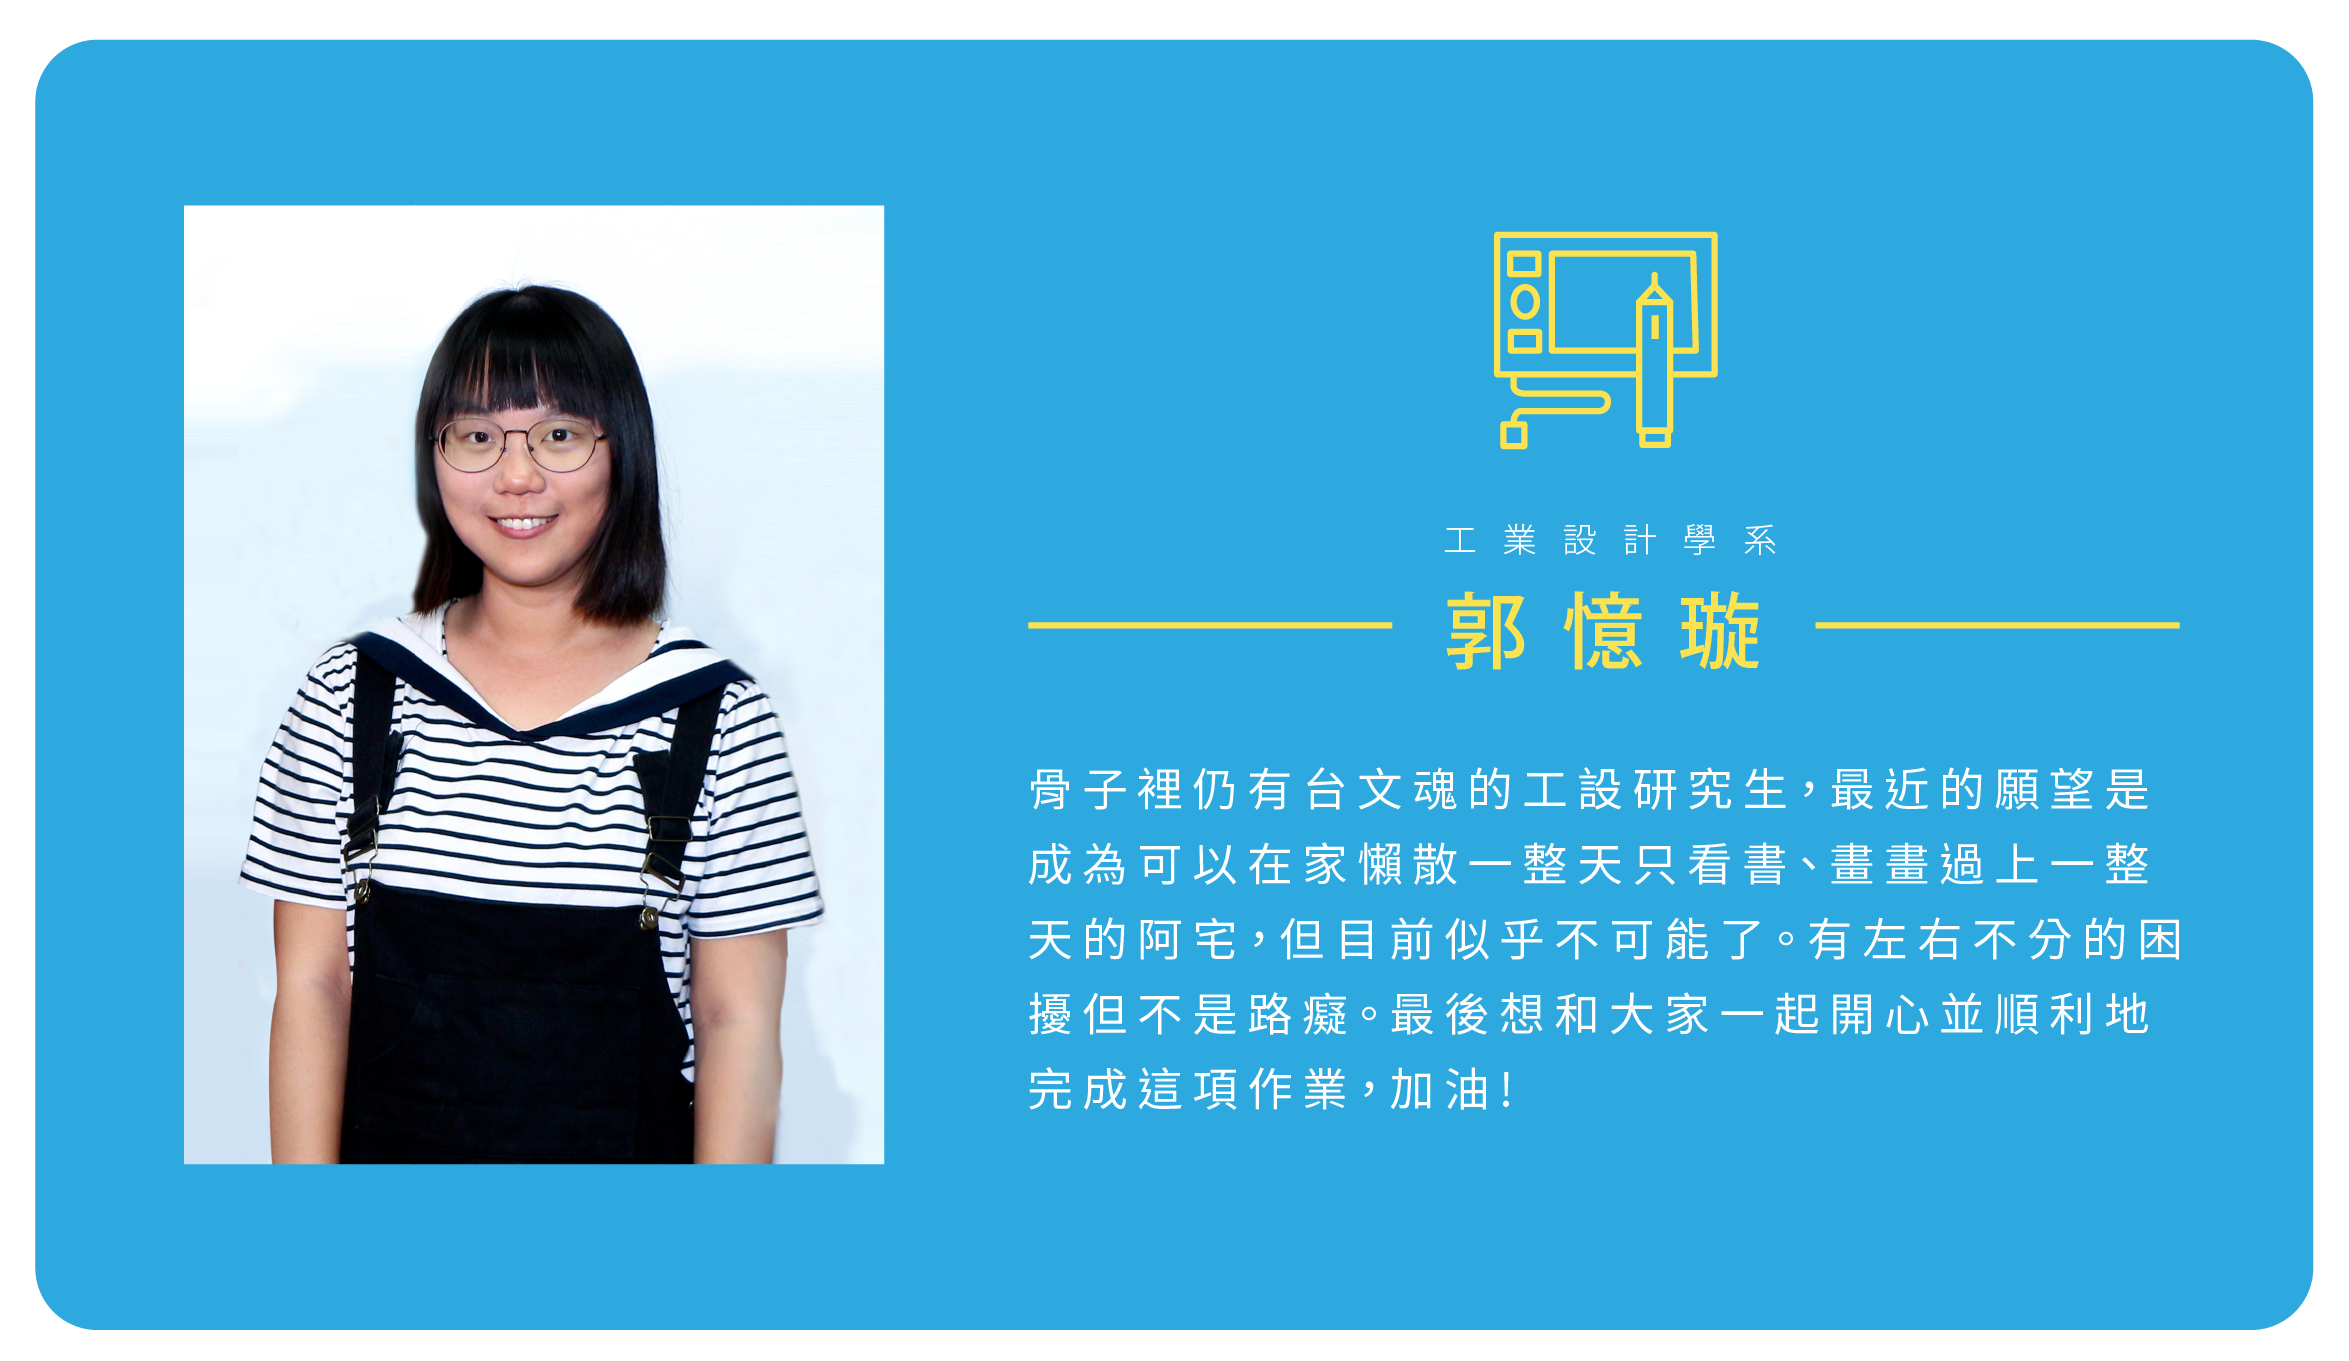 工業設計學系
郭憶璇
骨子裡仍有台文魂的工設研究生，最近的願望是
成為可以在家懶散一整天只看書、畫畫過上一整
天的阿宅，但目前似乎不可能了。有左右不分的困
擾但不是路癡。最後想和大家一起開心並順利地
完成這項作業，加油！